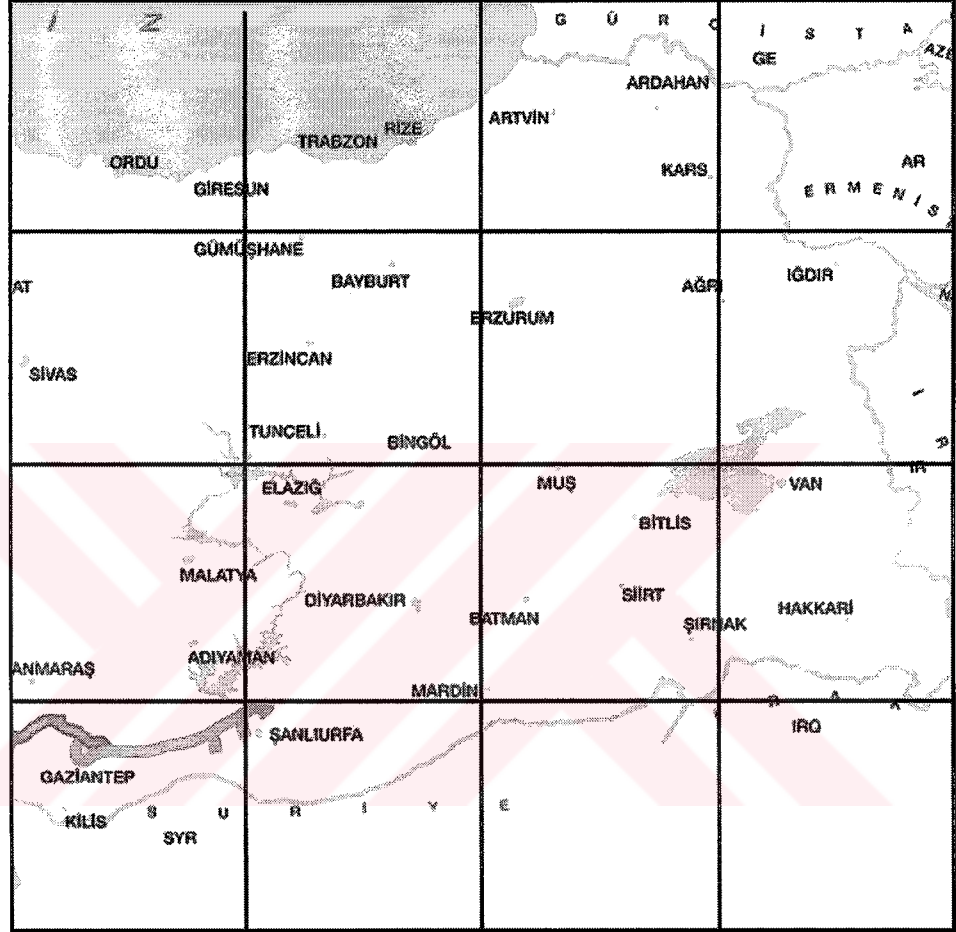 İ Z
G Ü R C İ S T A
GE
AZE
ARDAHAN
ARTVİN
RİZE
TRABZON
ORDU
KARS
AR
GİRESUN
E R M E N İ S
GÜMÜŞHANE
BAYBURT
IĞDIR
AT
AĞRI
N
ERZURUM
ERZİNCAN
SİVAS
İ
TUNCELİ
BİNGÖL
R
IR
ELAZIĞ
MUŞ
VAN
BİTLİS
MALATYA
DİYARBAKIR
SİİRT
HAKKARİ
BATMAN
ŞIRNAK
ADIYAMAN
ANMARAŞ
MARDİN
I R A K
IRQ
ŞANLIURFA
GAZİANTEP
S U R İ Y E
KİLİS
SYR